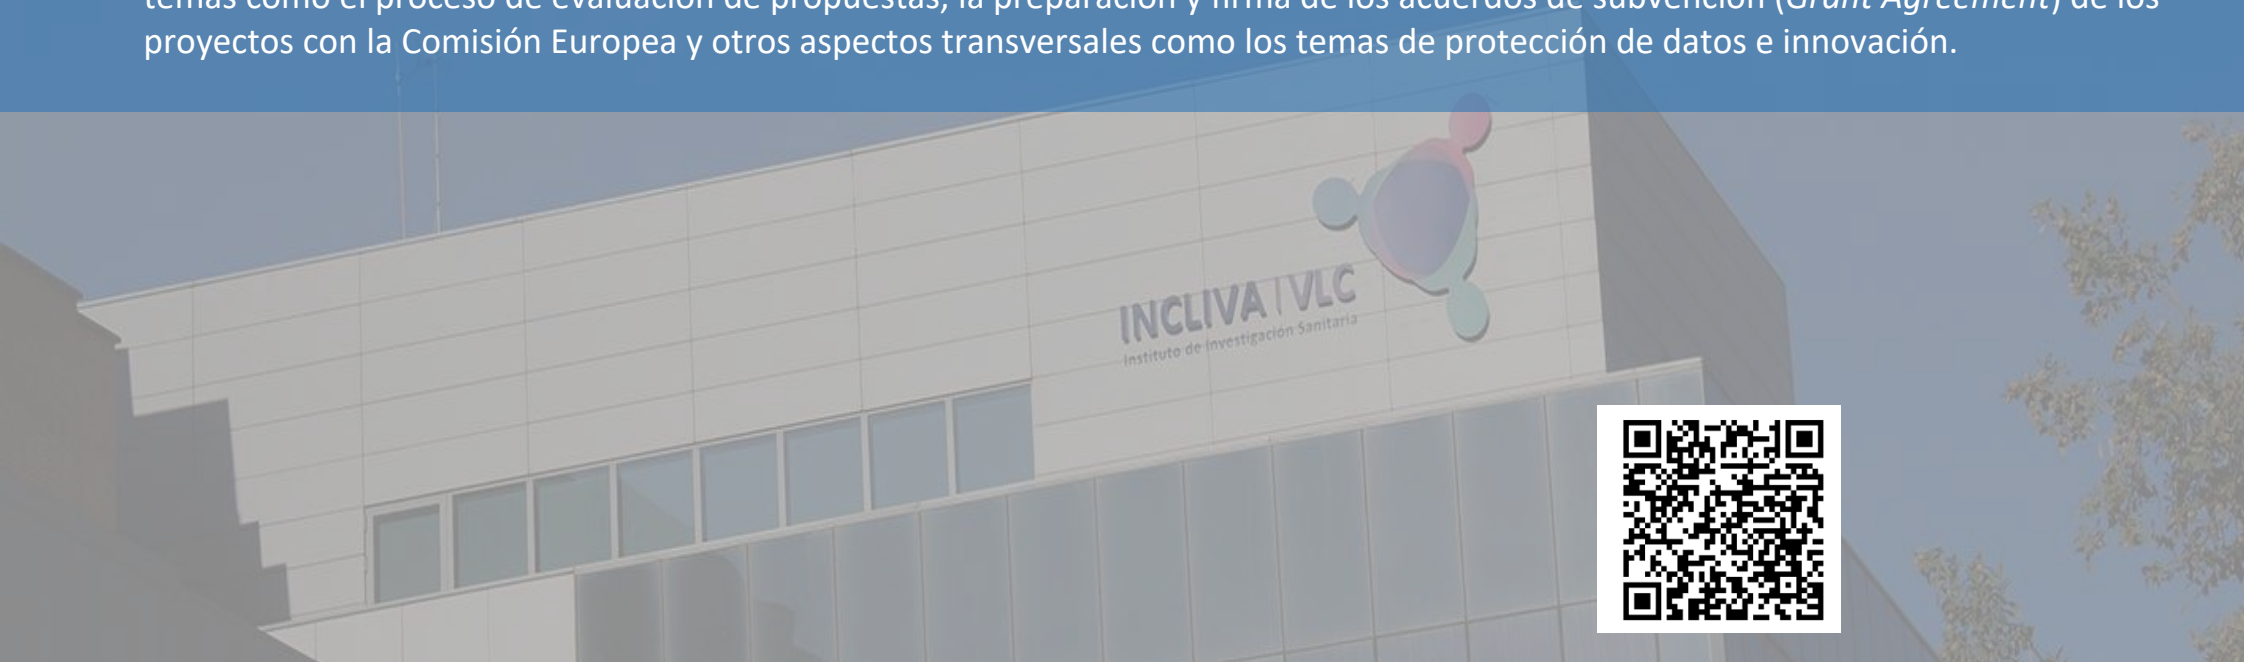 temas como el proceso de evaluación de propuestas, la preparación y firma de los acuerdos de subvención (Grant Agreement) de los
proyectos con la Comisión Europea y otros aspectos transversales como los temas de protección de datos e innovación.
INCLIVA | VLC
Instituto de Investigación Sanitaria